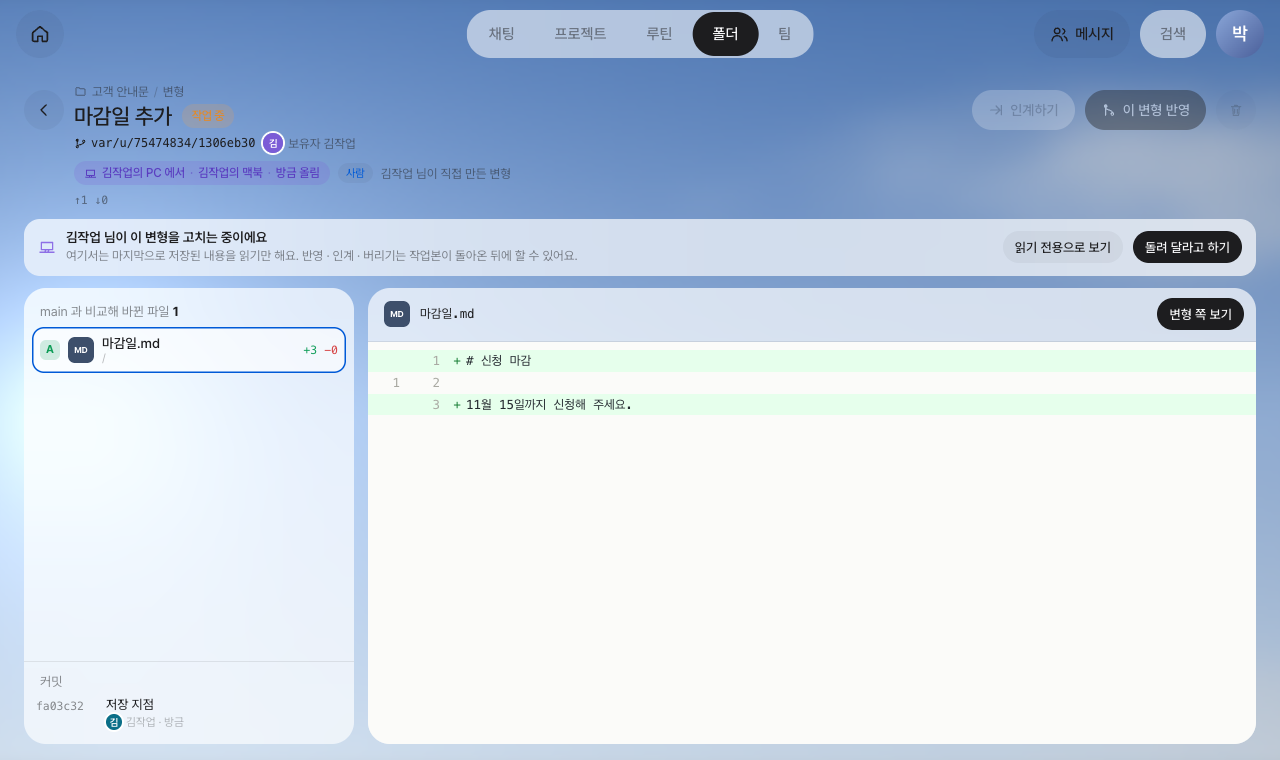 채팅 프로젝트 루틴 폴더 팀
메시지 검색 박
고객 안내문 / 변형
마감일 추가
인계하기 이 변형 반영
var/u/75474834/1306eb30 김 보유자 김작업
김작업의 PC 에서 · 김작업의 맥북 · 방금 올림 사람 김작업 님이 직접 만든 변형
↑1 ↓0
김작업 님이 이 변형을 고치는 중이에요
여기서는 마지막으로 저장된 내용을 읽기만 해요. 반영 · 인계 · 버리기는 작업본이 돌아온 뒤에 할 수 있어요.
읽기 전용으로 보기 돌려 달라고 하기
main 과 비교해 바뀐 파일 1
A MD 마감일.md +3 −0
/
MD 마감일.md 변형 쪽 보기
1 + # 신청 마감
1 2
3 + 11월 15일까지 신청해 주세요.
커밋
fa03c32 저장 지점
김 김작업 · 방금